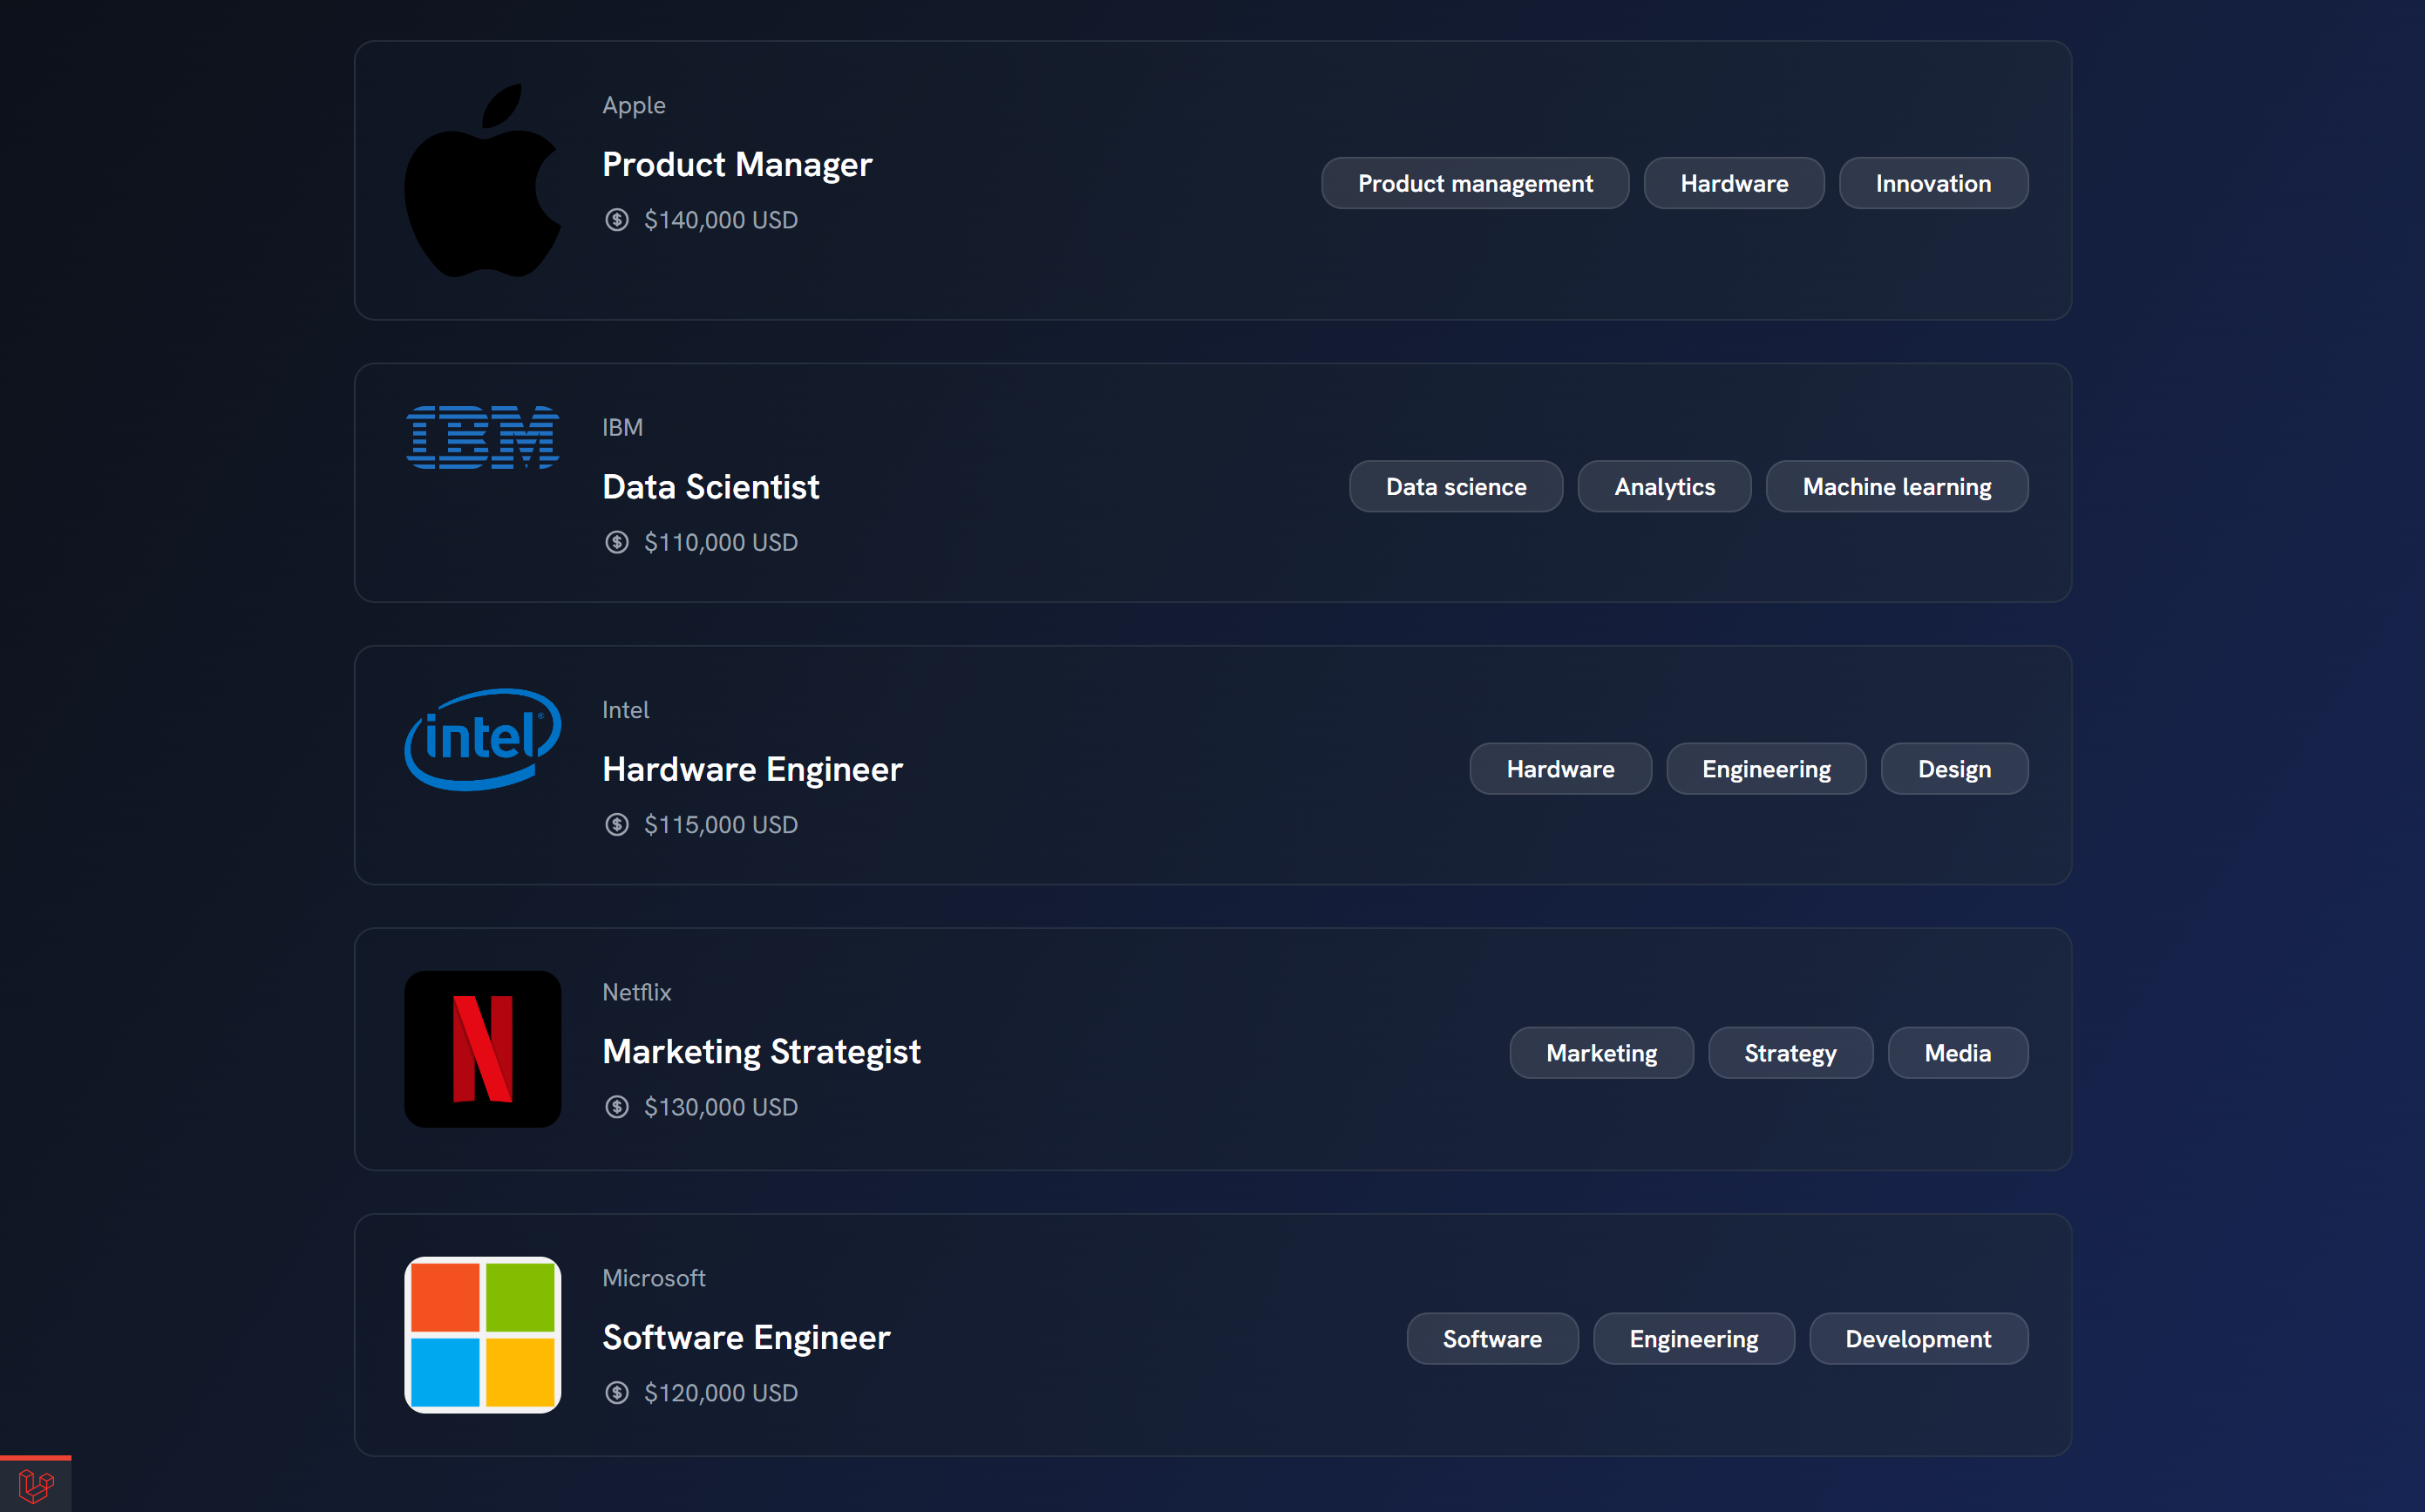 Apple
Product Manager
$140,000 USD
Product management
Hardware
Innovation
IBM
IBM
Data Scientist
$110,000 USD
Data science
Analytics
Machine learning
intel®
Intel
Hardware Engineer
$115,000 USD
Hardware
Engineering
Design
N
Netflix
Marketing Strategist
$130,000 USD
Marketing
Strategy
Media
Microsoft
Software Engineer
$120,000 USD
Software
Engineering
Development